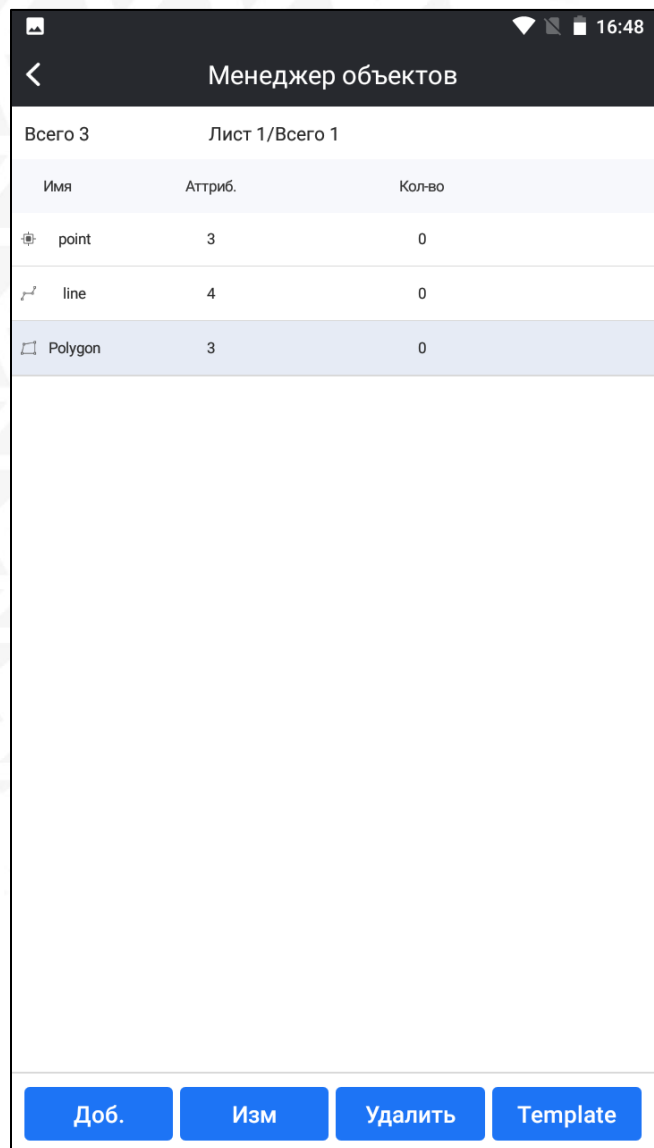 16:48
Менеджер объектов
Всего 3 Лист 1/Всего 1
Имя Аттриб. Кол-во
point 3 0
line 4 0
Polygon 3 0
Доб. Изм Удалить Template